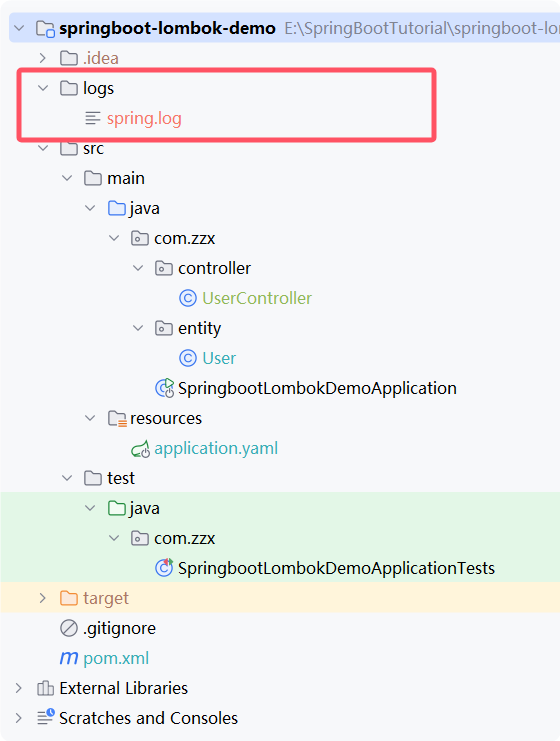 springboot-lombok-demo E:\SpringBootTutorial\springboot-lo
.idea
logs
spring.log
src
main
java
com.zzx
controller
UserController
entity
User
SpringbootLombokDemoApplication
resources
application.yaml
test
java
com.zzx
SpringbootLombokDemoApplicationTests
target
.gitignore
pom.xml
External Libraries
Scratches and Consoles